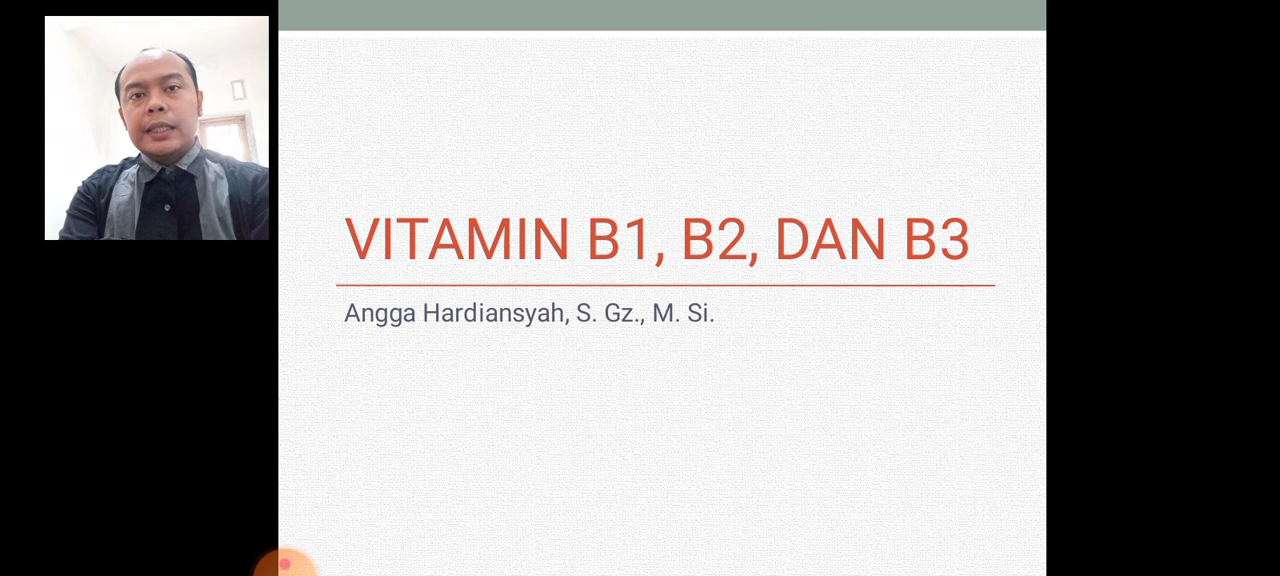 VITAMIN B1, B2, DAN B3
Angga Hardiansyah, S. Gz., M. Si.